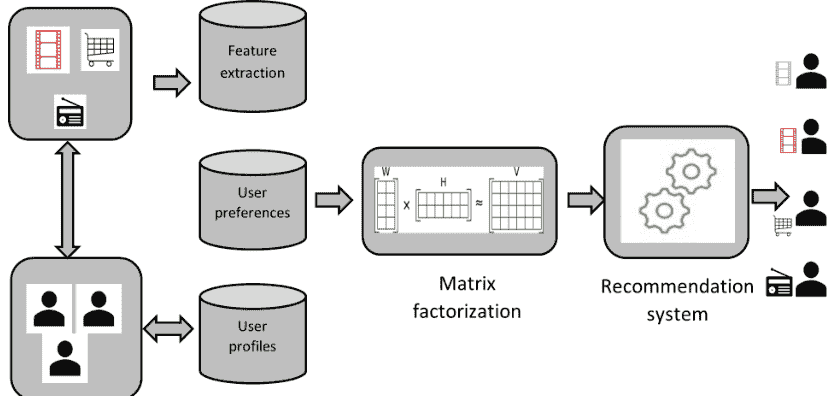 Feature
extraction
User
preferences
W
H
V
x
≈
Matrix
factorization
Recommendation
system
User
profiles